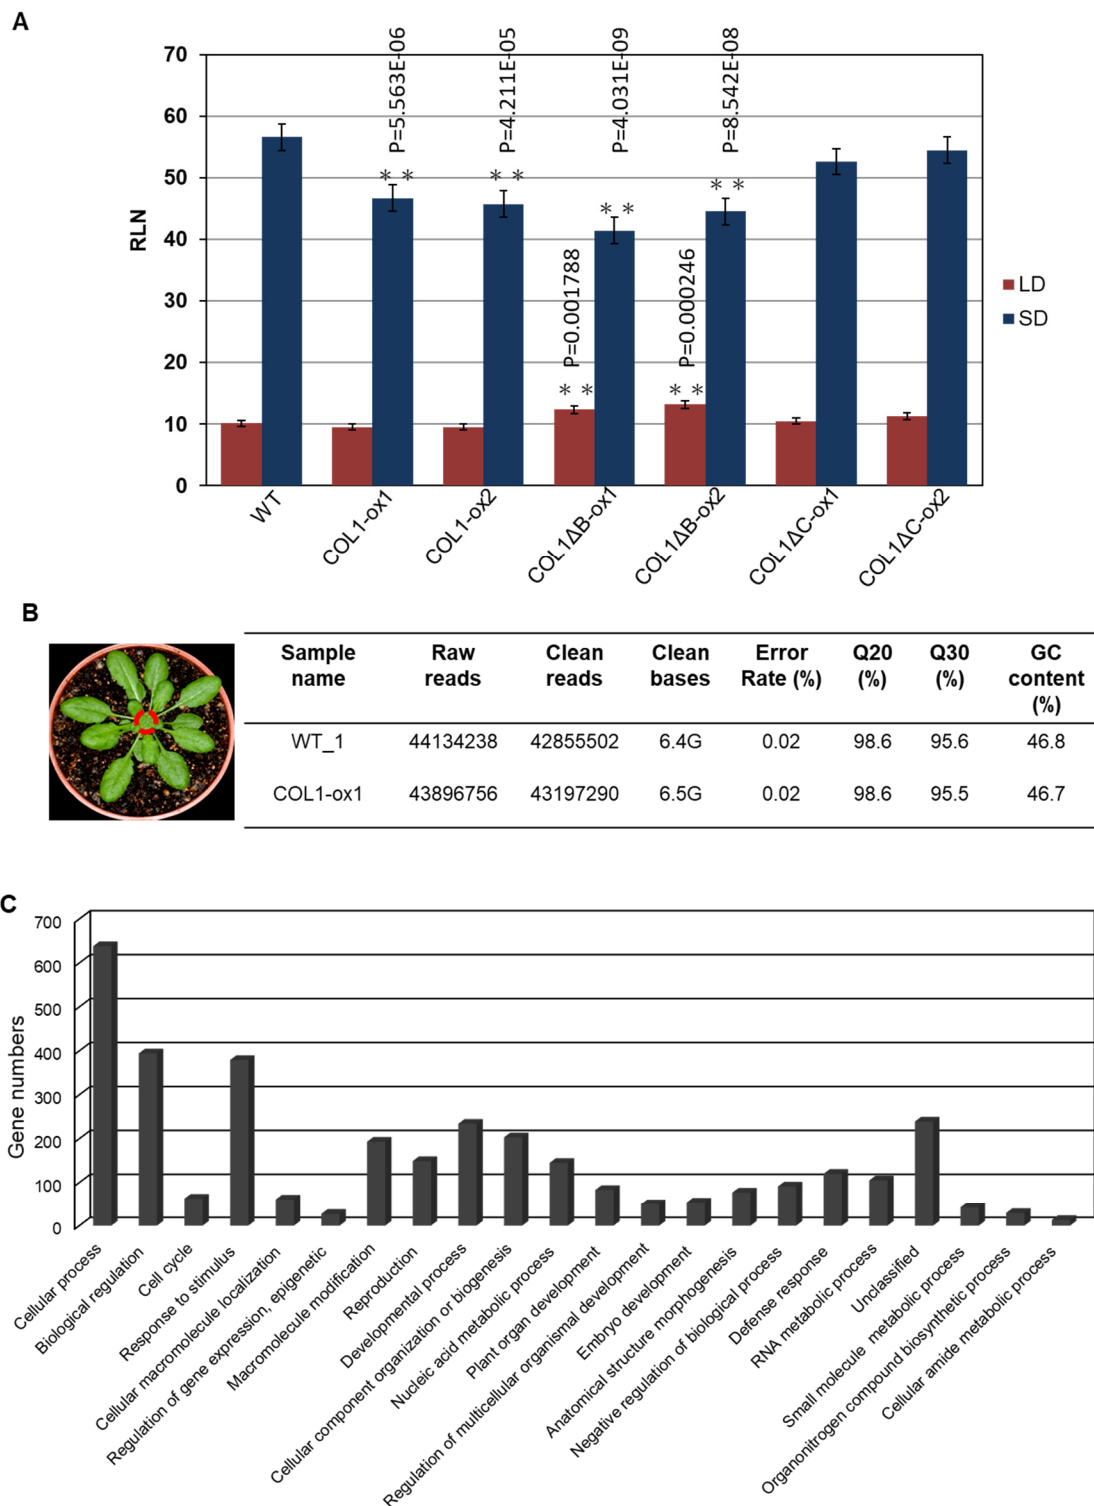 A
70
60
50
40
30
20
10
0
RLN
P=5.563E-06
P=4.211E-05
P=4.031E-09
P=8.542E-08
P=0.001788
P=0.000246
* *
* *
* *
* *
* *
* *
LD
SD
WT
COL1-ox1
COL1-ox2
COL1ΔB-ox1
COL1ΔB-ox2
COL1ΔC-ox1
COL1ΔC-ox2
B
Sample name Raw reads Clean reads Clean bases Error Rate (%) Q20 (%) Q30 (%) GC content (%)
WT_1 44134238 42855502 6.4G 0.02 98.6 95.6 46.8
COL1-ox1 43896756 43197290 6.5G 0.02 98.6 95.5 46.7
C
700
600
500
400
300
200
100
0
Gene numbers
Cellular process
Biological regulation
Cell cycle
Response to stimulus
Cellular macromolecule localization
Regulation of gene expression, epigenetic
Macromolecule modification
Reproduction
Developmental process
Cellular component organization or biogenesis
Nucleic acid metabolic process
Plant organ development
Regulation of multicellular organismal development
Embryo development
Anatomical structure morphogenesis
Negative regulation of biological process
Defense response
RNA metabolic process
Unclassified
Small molecule metabolic process
Organonitrogen compound biosynthetic process
Cellular amide metabolic process